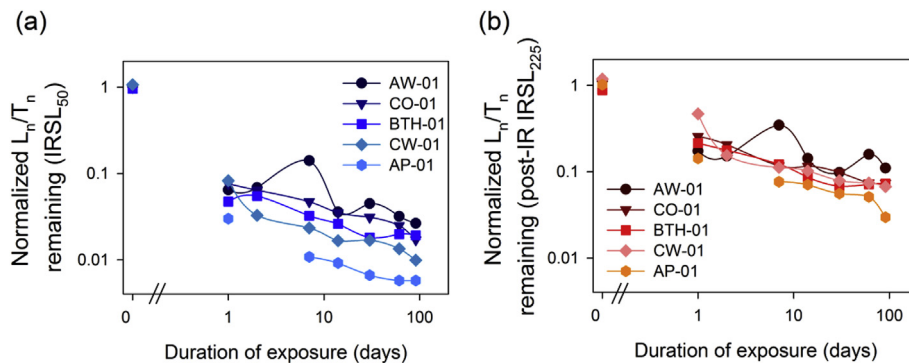 (a)
Normalized Ln/Tn
remaining (IRSL50)
1
0.1
0.01
AW-01
CO-01
BTH-01
CW-01
AP-01
0
1
10
100
Duration of exposure (days)
(b)
Normalized Ln/Tn
remaining (post-IR IRSL225)
1
0.1
0.01
AW-01
CO-01
BTH-01
CW-01
AP-01
0
1
10
100
Duration of exposure (days)